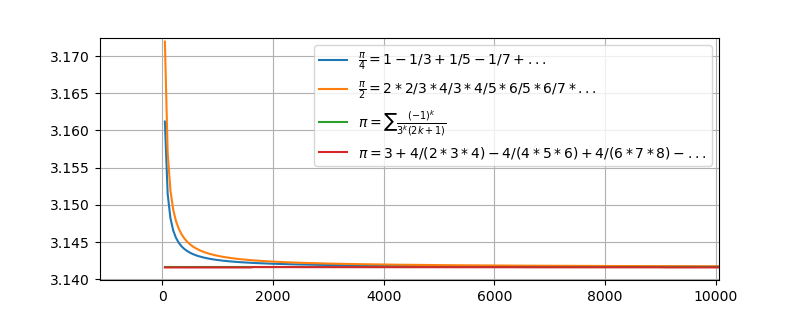 3.170
3.165
3.160
3.155
3.150
3.145
3.140
0 2000 4000 6000 8000 10000
π/4 = 1 − 1/3 + 1/5 − 1/7 + ...
π/2 = 2 * 2/3 * 4/3 * 4/5 * 6/5 * 6/7 * ...
π = ∑ (−1)^k / 3^k(2k+1)
π = 3 + 4/(2 * 3 * 4) − 4/(4 * 5 * 6) + 4/(6 * 7 * 8) − ...